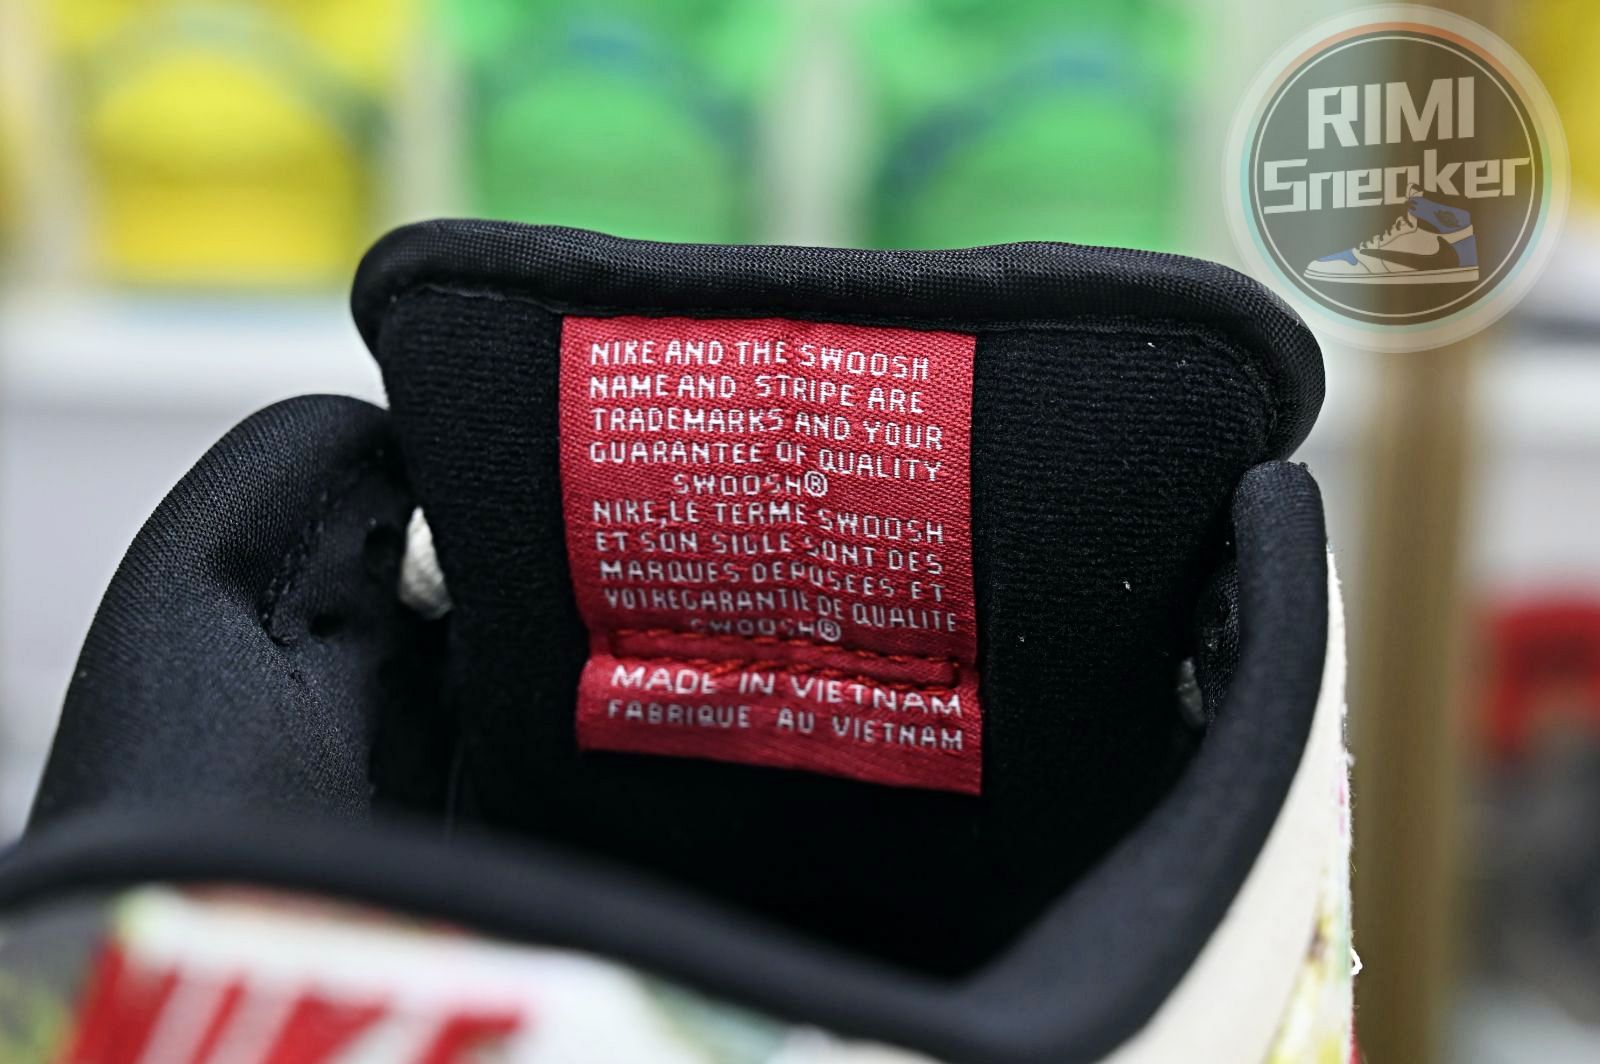 RIMI
Sneaker
NIKE AND THE SWOOSH
NAME AND STRIPE ARE
TRADEMARKS AND YOUR
GUARANTEE OF QUALITY
SWOOSH®
NIKE, LE TERME SWOOSH
ET SON SIGLE SONT DES
MARQUES DEPOSEES ET
VOTRE GARANTIE DE QUALITE
SWOOSH®
MADE IN VIETNAM
FABRIQUE AU VIETNAM